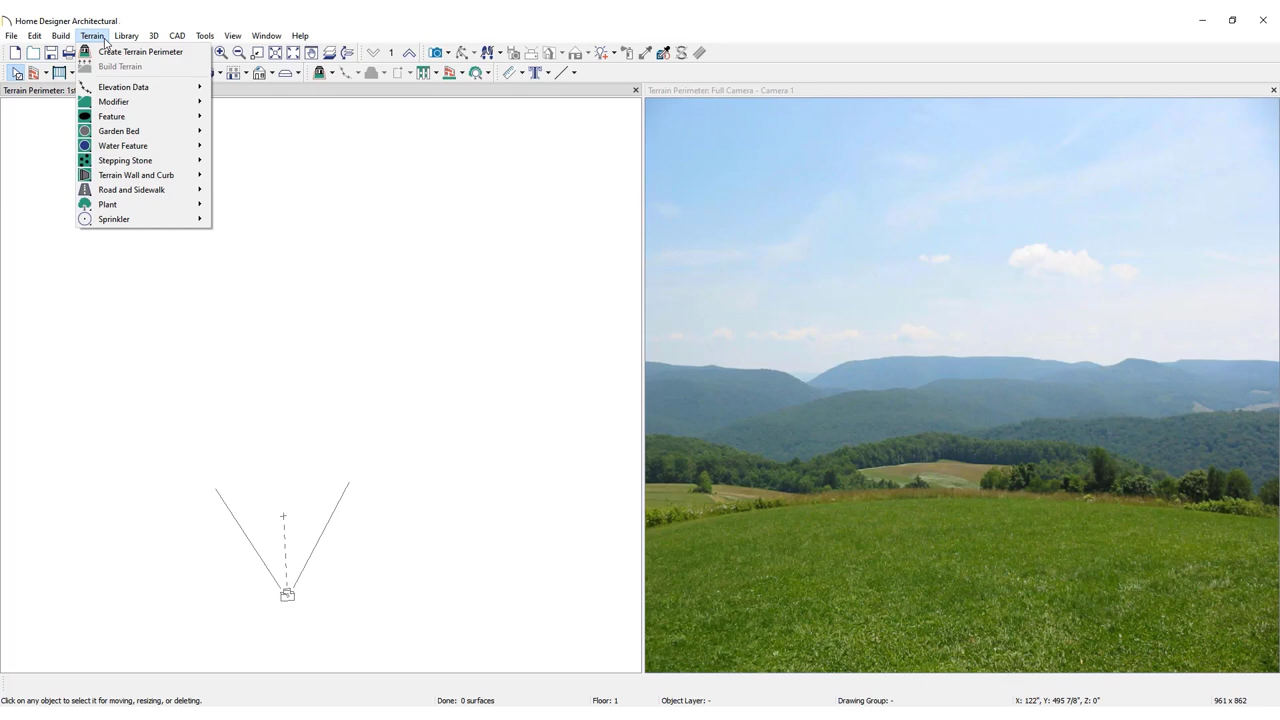 Home Designer Architectural
File Edit Build Terrain Library 3D CAD Tools View Window Help
1
Terrain Perimeter: 1st
Terrain Perimeter: Full Camera - Camera 1
Create Terrain Perimeter
Build Terrain
Elevation Data
Modifier
Feature
Garden Bed
Water Feature
Stepping Stone
Terrain Wall and Curb
Road and Sidewalk
Plant
Sprinkler
Click on any object to select it for moving, resizing, or deleting. Done: 0 surfaces Floor: 1 Object Layer: - Drawing Group: - X: 122", Y: 495 7/8", Z: 0" 961 x 862